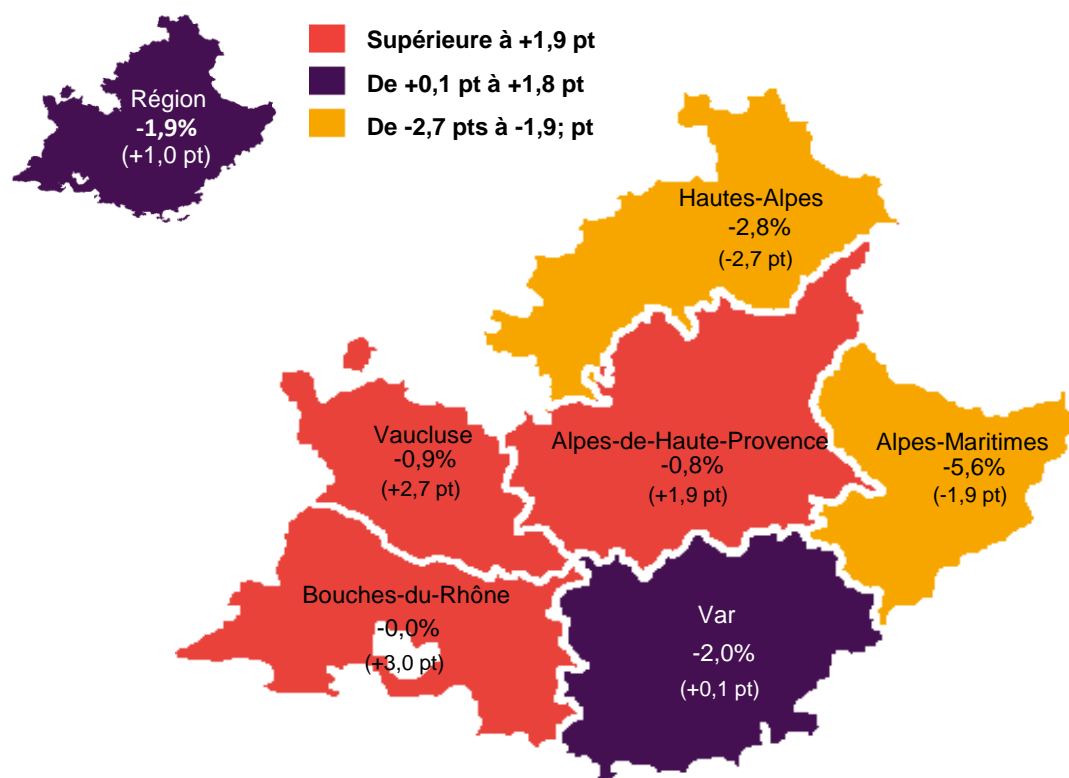 Supérieure à +1,9 pt
De +0,1 pt à +1,8 pt
De -2,7 pts à -1,9; pt
Région
-1,9%
(+1,0 pt)
Hautes-Alpes
-2,8%
(-2,7 pt)
Vaucluse
-0,9%
(+2,7 pt)
Alpes-de-Haute-Provence
-0,8%
(+1,9 pt)
Alpes-Maritimes
-5,6%
(-1,9 pt)
Bouches-du-Rhône
-0,0%
(+3,0 pt)
Var
-2,0%
(+0,1 pt)